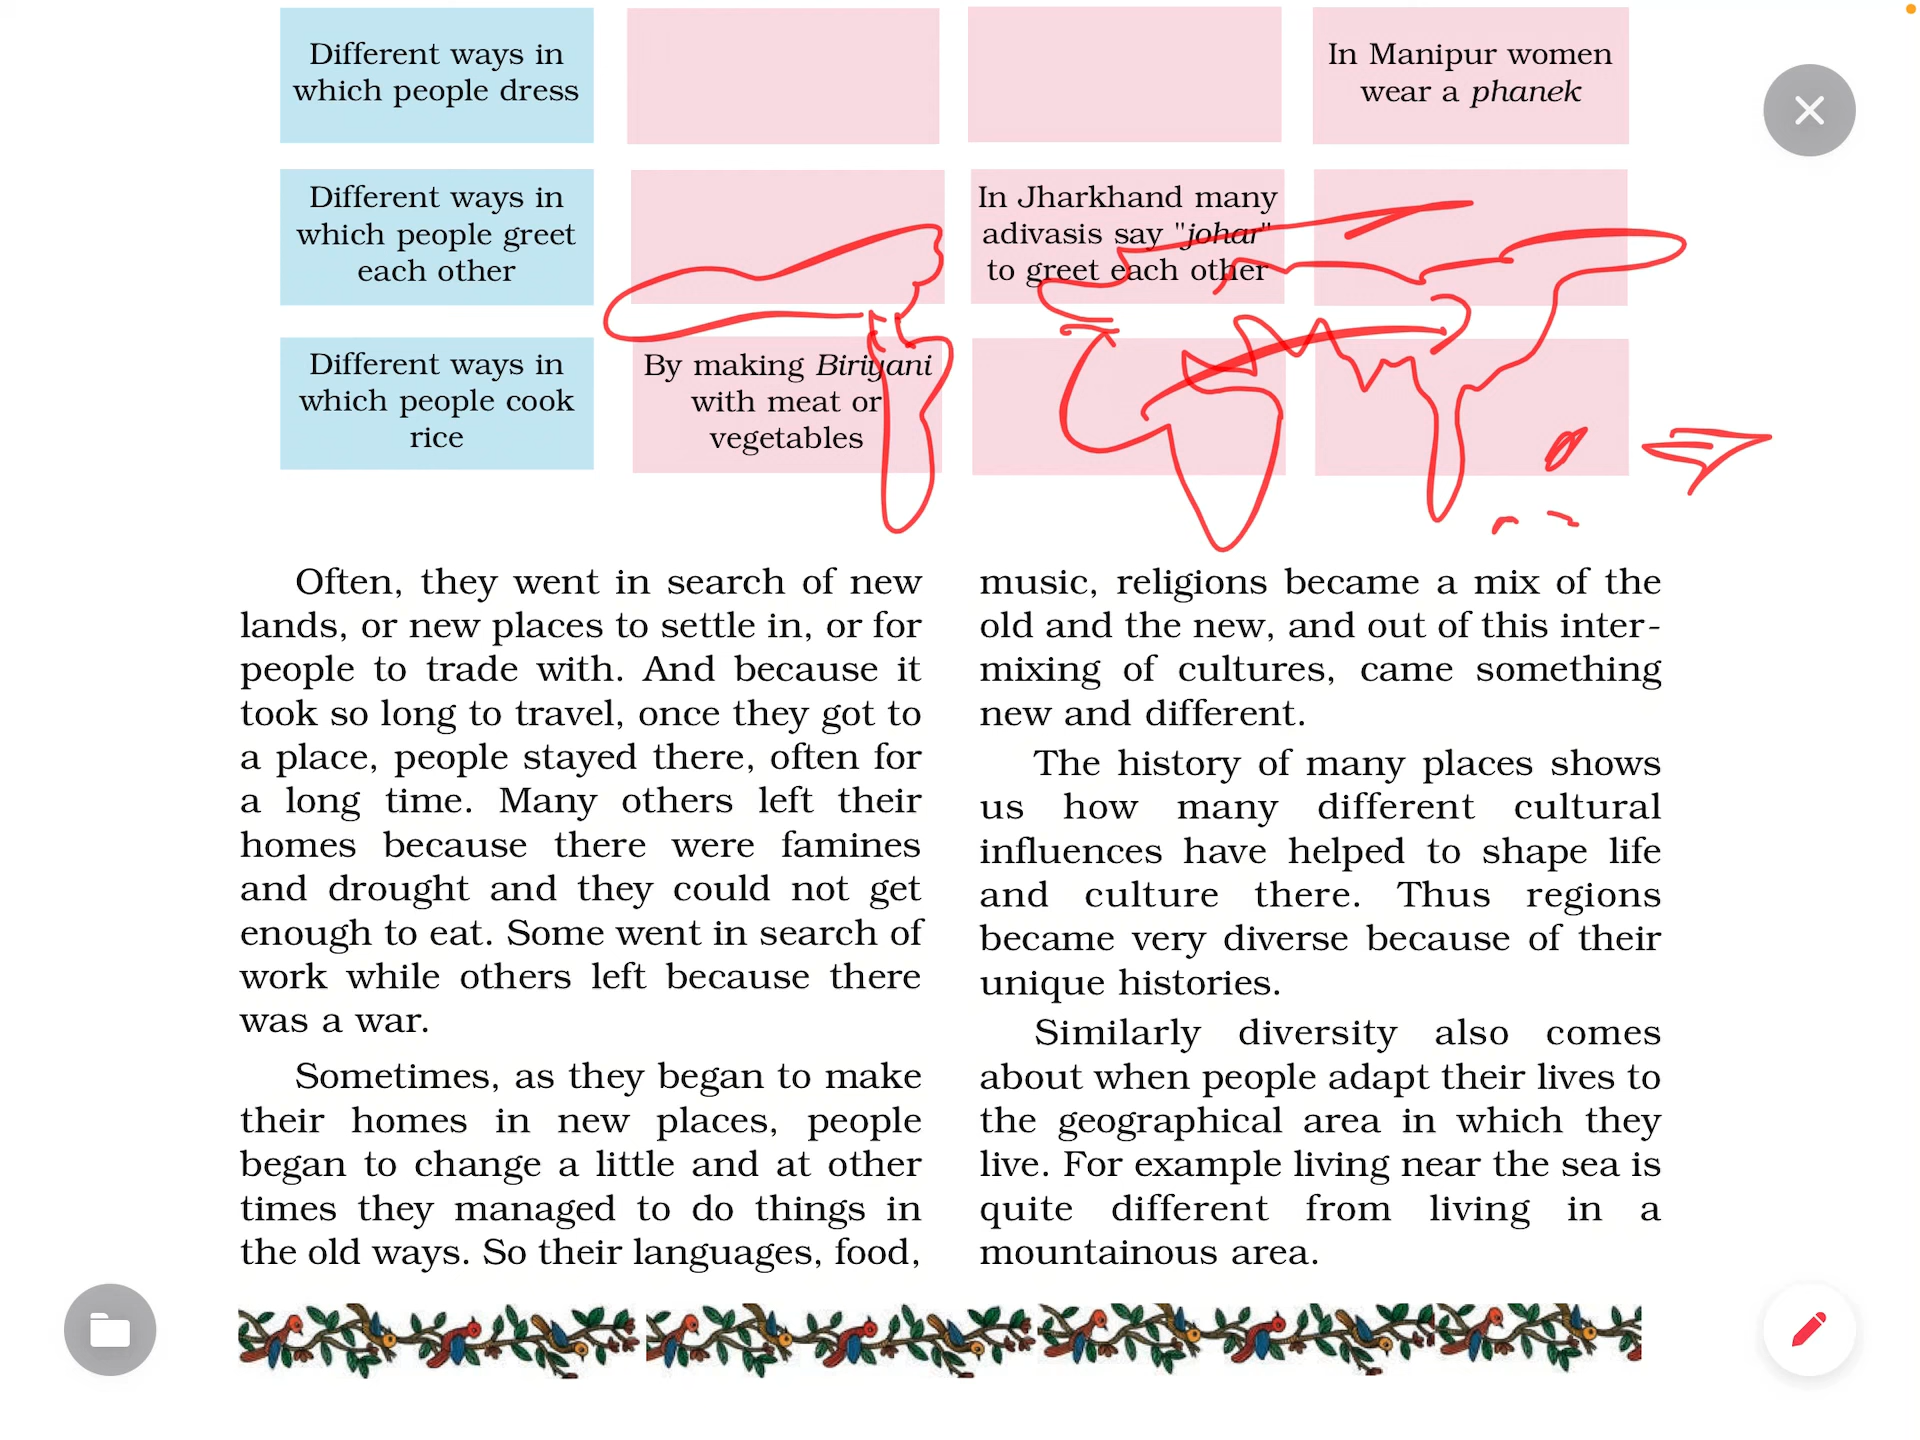 Different ways in
which people dress
In Manipur women
wear a phanek
Different ways in
which people greet
each other
In Jharkhand many
adivasis say "johar"
to greet each other
Different ways in
which people cook
rice
By making Biriyani
with meat or
vegetables
Often, they went in search of new
lands, or new places to settle in, or for
people to trade with. And because it
took so long to travel, once they got to
a place, people stayed there, often for
a long time. Many others left their
homes because there were famines
and drought and they could not get
enough to eat. Some went in search of
work while others left because there
was a war.
Sometimes, as they began to make
their homes in new places, people
began to change a little and at other
times they managed to do things in
the old ways. So their languages, food,
music, religions became a mix of the
old and the new, and out of this inter-
mixing of cultures, came something
new and different.
The history of many places shows
us how many different cultural
influences have helped to shape life
and culture there. Thus regions
became very diverse because of their
unique histories.
Similarly diversity also comes
about when people adapt their lives to
the geographical area in which they
live. For example living near the sea is
quite different from living in a
mountainous area.